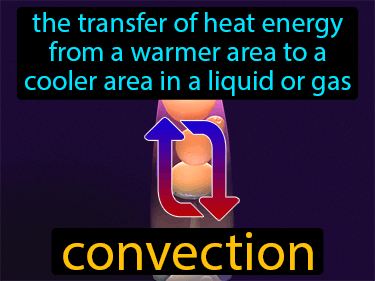 the transfer of heat energy
from a warmer area to a
cooler area in a liquid or gas
convection